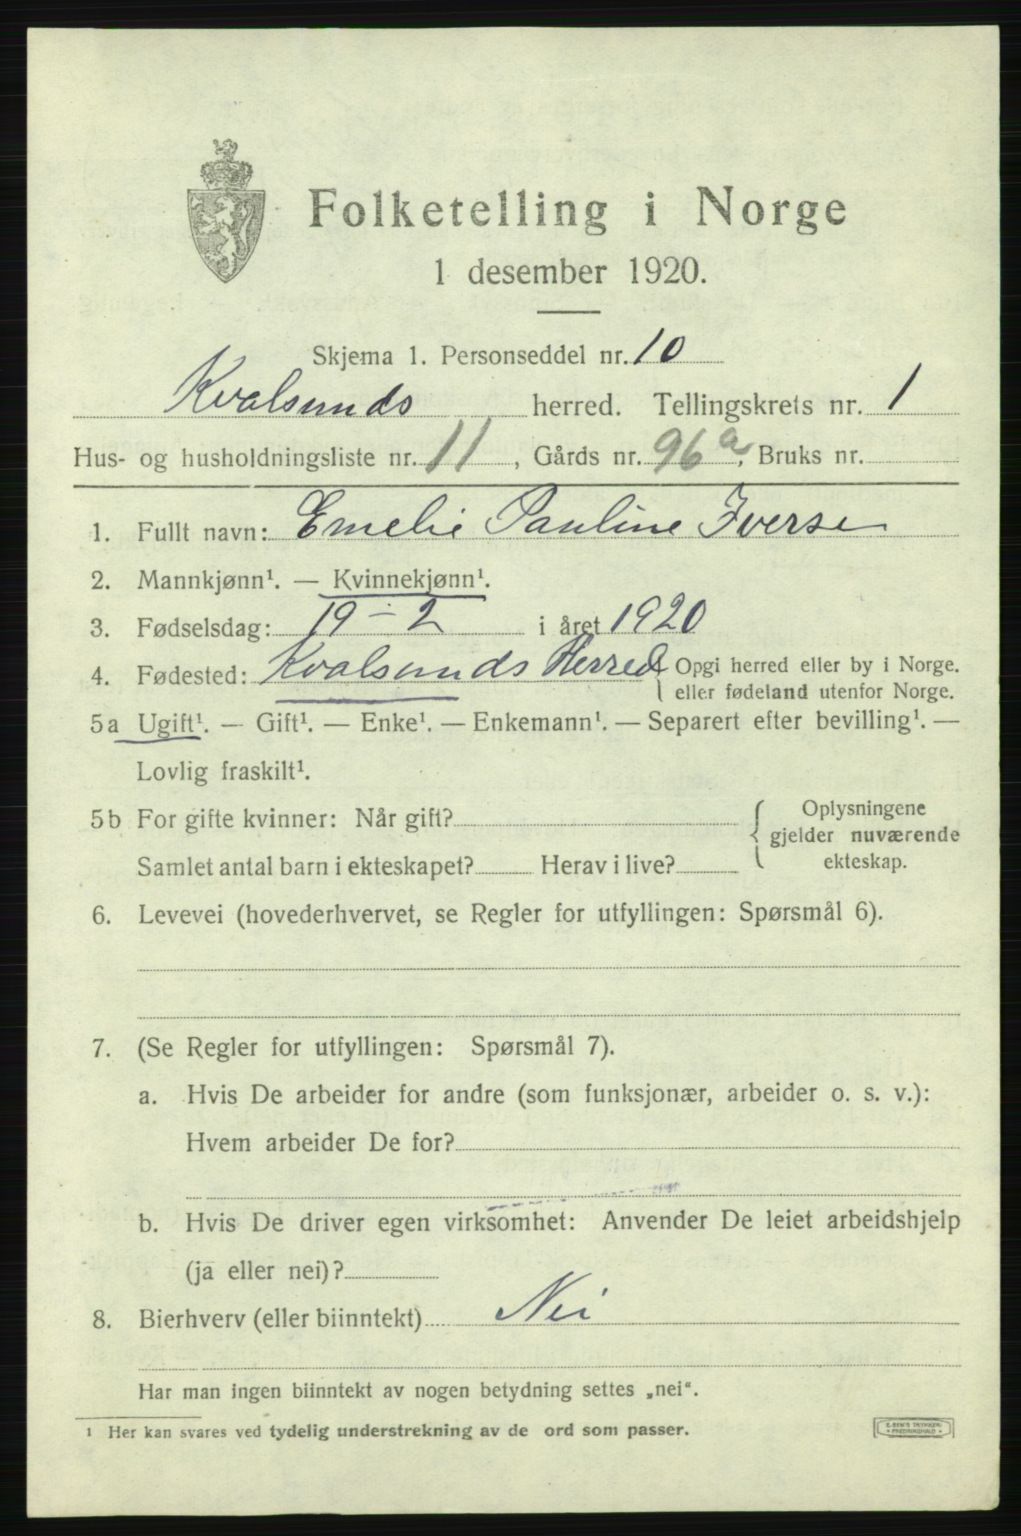 Folketelling i Norge
1 desember 1920.
Skjema 1. Personseddel nr. 10
Kvalsunds herred. Tellingskrets nr. 1
Hus- og husholdningsliste nr. 11, Gårds nr. 96a, Bruks nr.
1. Fullt navn: Emelie Pauline Iversen
2. Mannkjønn¹. — Kvinnekjønn¹.
3. Fødselsdag: 19 – 2 i året 1920
4. Fødested: Kvalsunds Herred { Opgi herred eller by i Norge.
eller fødeland utenfor Norge.
5a Ugift¹. — Gift¹. — Enke¹. — Enkemann¹. — Separert efter bevilling¹. —
Lovlig fraskilt¹.
5b For gifte kvinner: Når gift? { Oplysningene
gjelder nuværende
Samlet antal barn i ekteskapet? Herav i live? ekteskap.
6. Levevei (hovederhvervet, se Regler for utfyllingen: Spørsmål 6).
7. (Se Regler for utfyllingen: Spørsmål 7).
a. Hvis De arbeider for andre (som funksjonær, arbeider o. s. v.):
Hvem arbeider De for?
b. Hvis De driver egen virksomhet: Anvender De leiet arbeidshjelp
(ja eller nei)?
8. Bierhverv (eller biinntekt) Nei
Har man ingen biinntekt av nogen betydning settes „nei“.
¹ Her kan svares ved tydelig understrekning av de ord som passer.